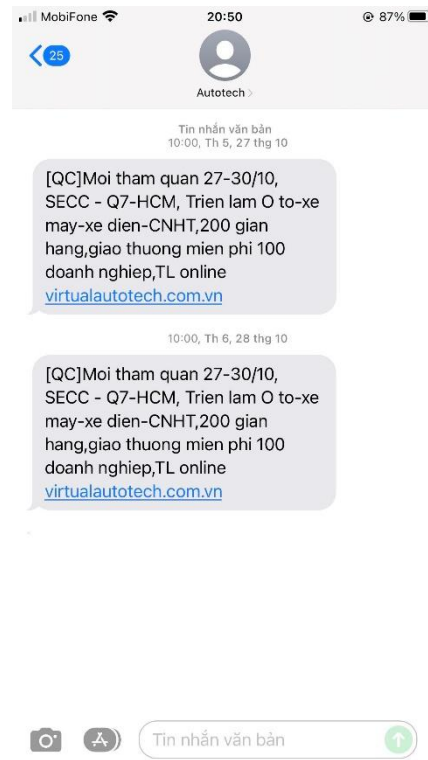 MobiFone 20:50 87%
25
Autotech
Tin nhắn văn bản
10:00, Th 5, 27 thg 10
[QC]Moi tham quan 27-30/10,
SECC - Q7-HCM, Trien lam O to-xe
may-xe dien-CNHT,200 gian
hang,giao thuong mien phi 100
doanh nghiep,TL online
virtualautotech.com.vn
10:00, Th 6, 28 thg 10
[QC]Moi tham quan 27-30/10,
SECC - Q7-HCM, Trien lam O to-xe
may-xe dien-CNHT,200 gian
hang,giao thuong mien phi 100
doanh nghiep,TL online
virtualautotech.com.vn
Tin nhắn văn bản